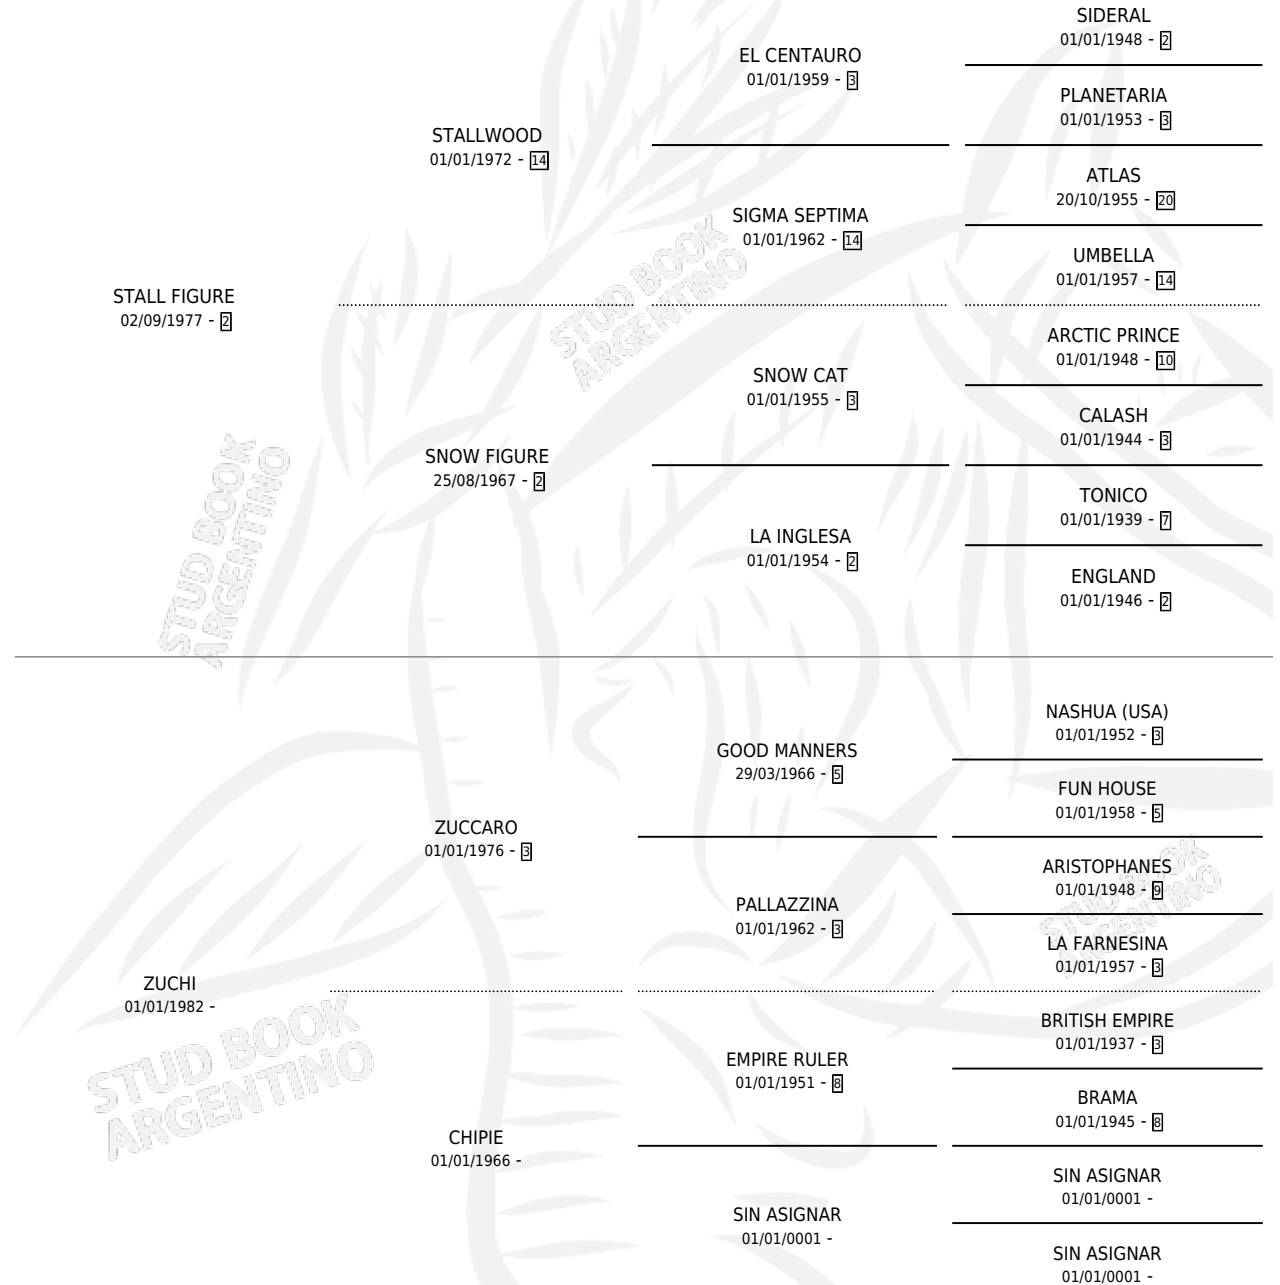 SIDERAL
01/01/1948 - 2
EL CENTAURO
01/01/1959 - 3
PLANETARIA
01/01/1953 - 3
STALLWOOD
01/01/1972 - 14
ATLAS
20/10/1955 - 20
SIGMA SEPTIMA
01/01/1962 - 14
UMBELLA
01/01/1957 - 14
STALL FIGURE
02/09/1977 - 2
STUD BOOK
ARGENTINO
ARCTIC PRINCE
01/01/1948 - 10
SNOW CAT
01/01/1955 - 3
CALASH
01/01/1944 - 3
SNOW FIGURE
25/08/1967 - 2
TONICO
01/01/1939 - 7
LA INGLESA
01/01/1954 - 2
ENGLAND
01/01/1946 - 2
STUD BOOK
ARGENTINO
NASHUA (USA)
01/01/1952 - 3
GOOD MANNERS
29/03/1966 - 5
FUN HOUSE
01/01/1958 - 5
ZUCCARO
01/01/1976 - 3
ARISTOPHANES
01/01/1948 - 9
PALLAZZINA
01/01/1962 - 3
LA FARNESINA
01/01/1957 - 3
STUD BOOK
ARGENTINO
ZUCHI
01/01/1982 -
BRITISH EMPIRE
01/01/1937 - 3
EMPIRE RULER
01/01/1951 - 8
BRAMA
01/01/1945 - 8
STUD BOOK
ARGENTINO
CHIPIE
01/01/1966 -
SIN ASIGNAR
01/01/0001 -
SIN ASIGNAR
01/01/0001 -
SIN ASIGNAR
01/01/0001 -